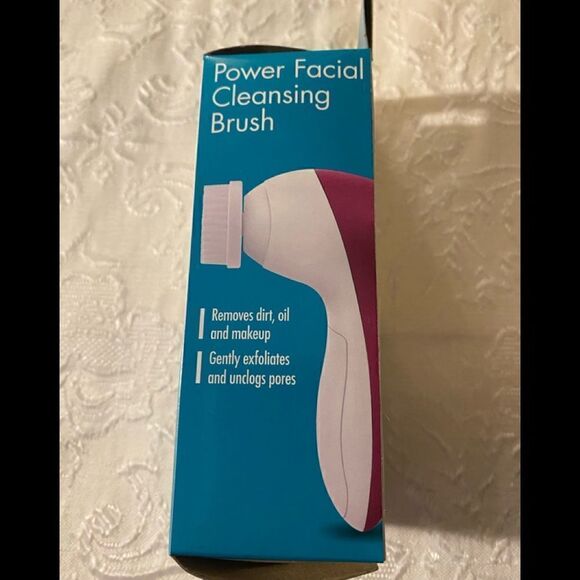 Power Facial
Cleansing
Brush
Removes dirt, oil
and makeup
Gently exfoliates
and unclogs pores